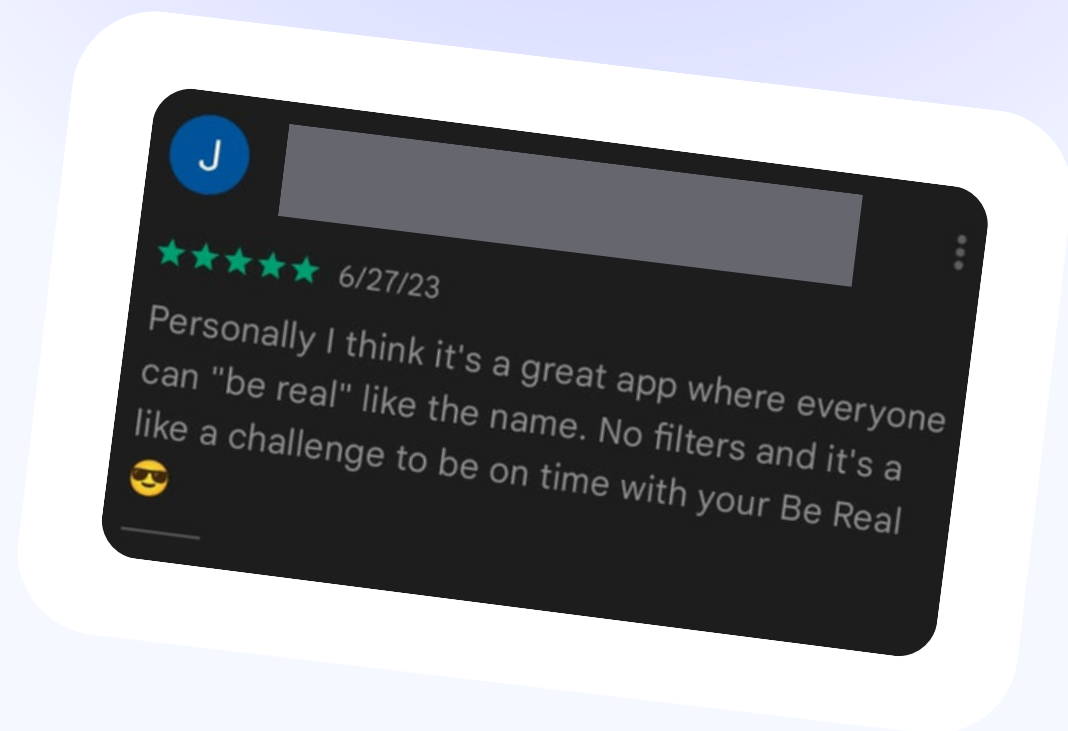 J
6/27/23
Personally I think it's a great app where everyone
can "be real" like the name. No filters and it's a
like a challenge to be on time with your Be Real
😎